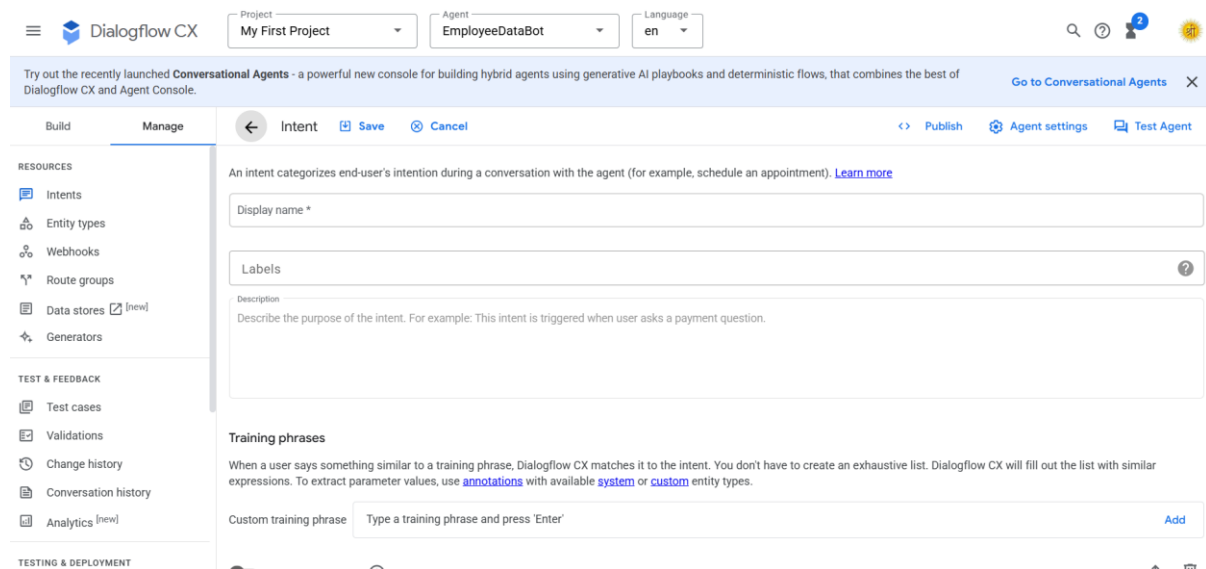 Dialogflow CX
Project
My First Project
Agent
EmployeeDataBot
Language
en
2
Try out the recently launched Conversational Agents - a powerful new console for building hybrid agents using generative AI playbooks and deterministic flows, that combines the best of
Dialogflow CX and Agent Console.
Go to Conversational Agents
Build
Manage
Intent
Save
Cancel
Publish
Agent settings
Test Agent
RESOURCES
Intents
Entity types
Webhooks
Route groups
Data stores [new]
Generators
TEST & FEEDBACK
Test cases
Validations
Change history
Conversation history
Analytics [new]
TESTING & DEPLOYMENT
An intent categorizes end-user's intention during a conversation with the agent (for example, schedule an appointment). Learn more
Display name *
Labels
Description
Describe the purpose of the intent. For example: This intent is triggered when user asks a payment question.
Training phrases
When a user says something similar to a training phrase, Dialogflow CX matches it to the intent. You don't have to create an exhaustive list. Dialogflow CX will fill out the list with similar
expressions. To extract parameter values, use annotations with available system or custom entity types.
Custom training phrase
Type a training phrase and press 'Enter'
Add